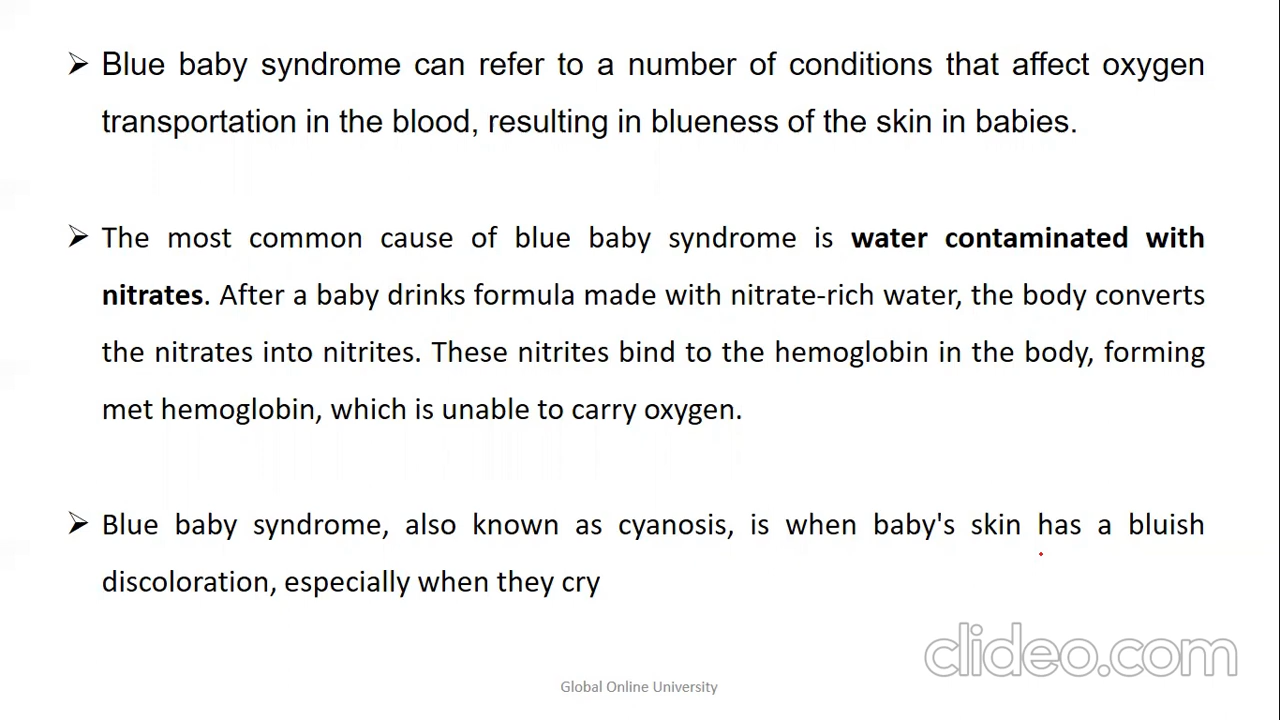 ➢ Blue baby syndrome can refer to a number of conditions that affect oxygen
transportation in the blood, resulting in blueness of the skin in babies.
➢ The most common cause of blue baby syndrome is water contaminated with
nitrates. After a baby drinks formula made with nitrate-rich water, the body converts
the nitrates into nitrites. These nitrites bind to the hemoglobin in the body, forming
met hemoglobin, which is unable to carry oxygen.
➢ Blue baby syndrome, also known as cyanosis, is when baby's skin has a bluish
discoloration, especially when they cry
clideo.com
Global Online University